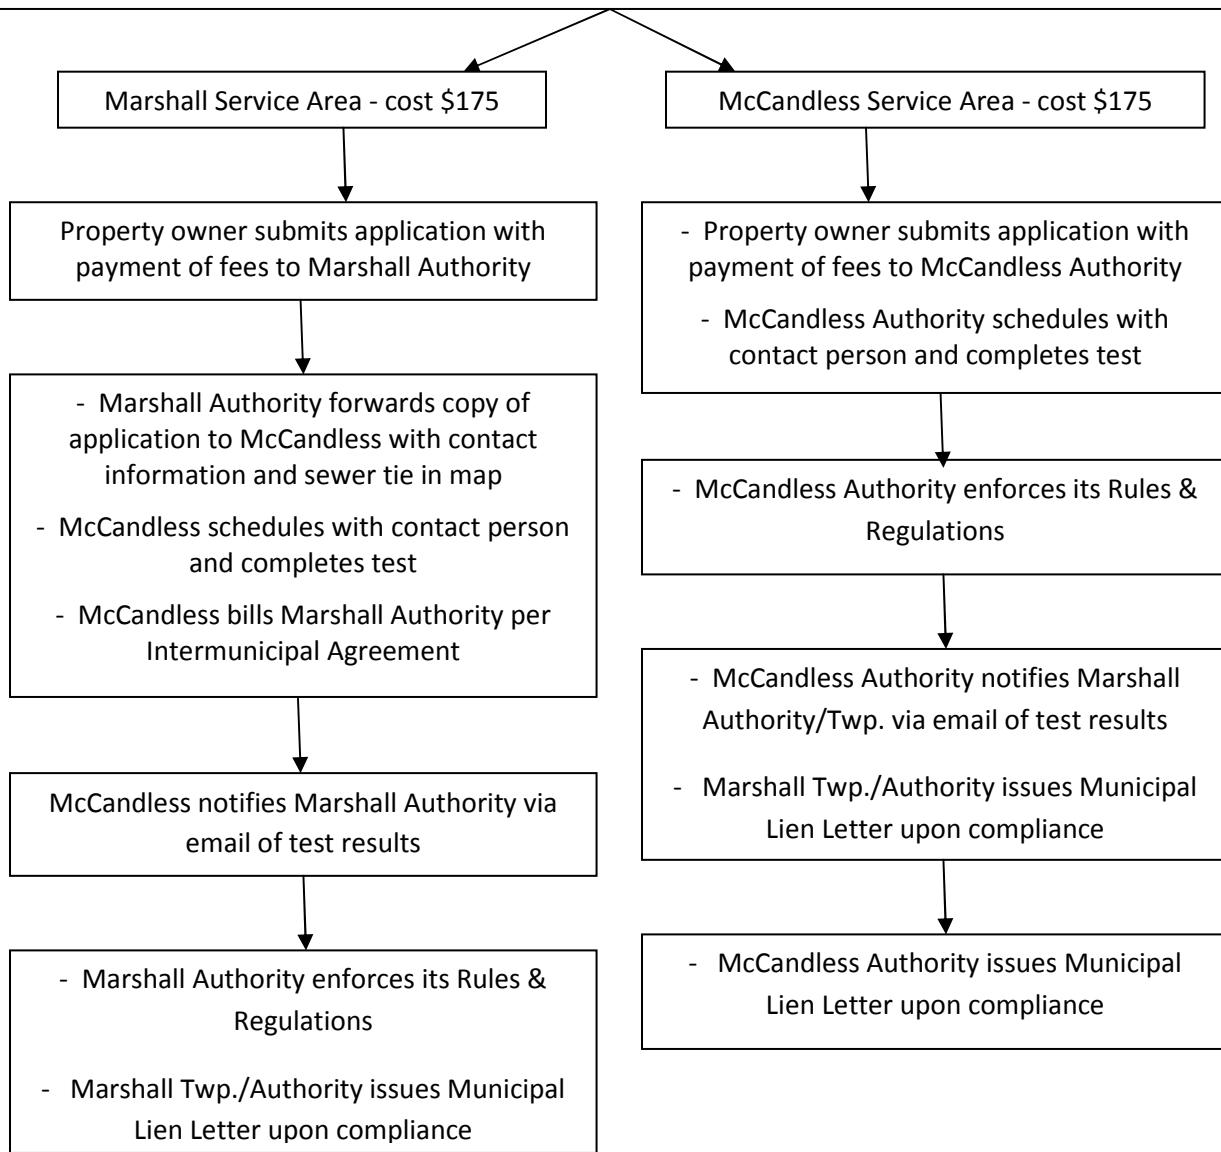 Marshall Service Area - cost $175
McCandless Service Area - cost $175
Property owner submits application with
payment of fees to Marshall Authority
- Marshall Authority forwards copy of
application to McCandless with contact
information and sewer tie in map
- McCandless schedules with contact person
and completes test
- McCandless bills Marshall Authority per
Intermunicipal Agreement
McCandless notifies Marshall Authority via
email of test results
- Marshall Authority enforces its Rules &
Regulations
- Marshall Twp./Authority issues Municipal
Lien Letter upon compliance
- Property owner submits application with
payment of fees to McCandless Authority
- McCandless Authority schedules with
contact person and completes test
- McCandless Authority enforces its Rules &
Regulations
- McCandless Authority notifies Marshall
Authority/Twp. via email of test results
- Marshall Twp./Authority issues Municipal
Lien Letter upon compliance
- McCandless Authority issues Municipal
Lien Letter upon compliance